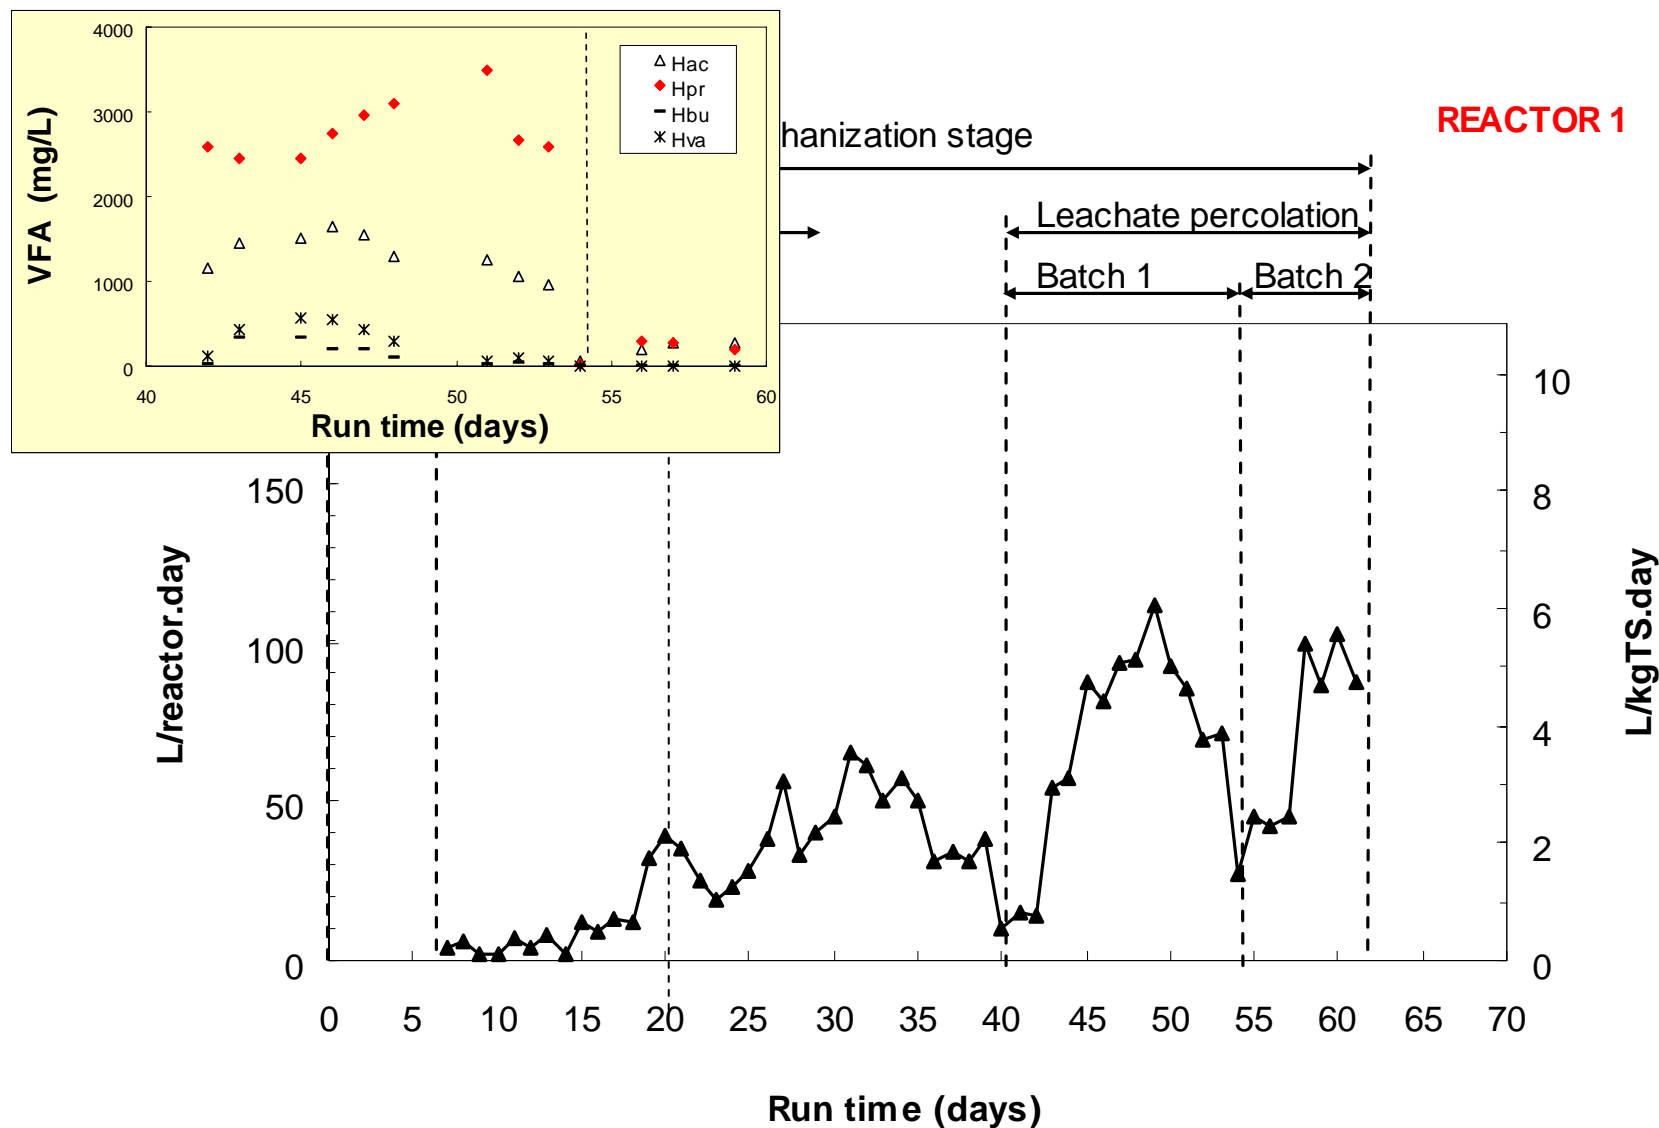 4000
3000
2000
1000
0
VFA (mg/L)
40 45 50 55 60
Run time (days)
Hac
Hpr
Hbu
Hva
hanization stage
REACTOR 1
Leachate percolation
Batch 1 Batch 2
150
100
50
0
L/reactor.day
10
8
6
4
2
0
L/kgTS.day
0 5 10 15 20 25 30 35 40 45 50 55 60 65 70
Run time (days)